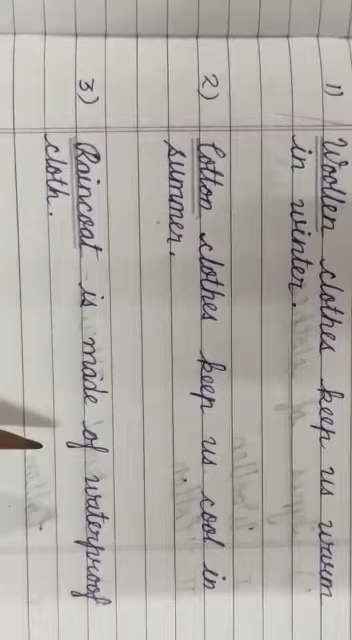 1) Woollen clothes keep us warm
in winter.
2) Cotton clothes keep us cool in
summer.
3) Raincoat is made of waterproof
cloth.